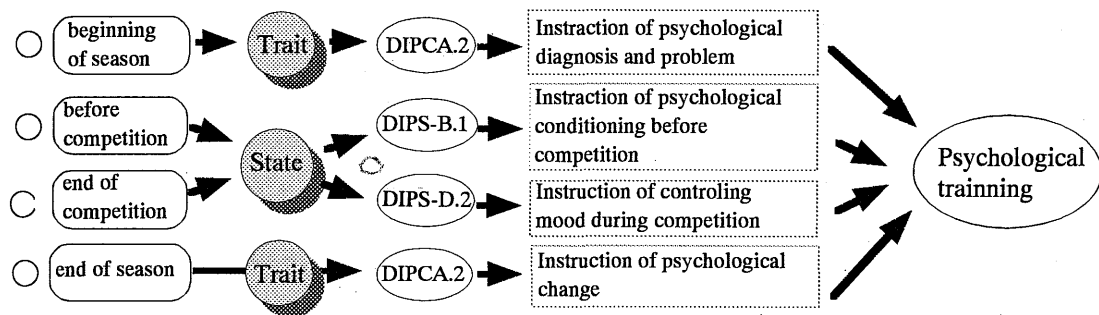 beginning
of season
Trait
DIPCA.2
Instraction of psychological
diagnosis and problem
before
competition
State
DIPS-B.1
Instraction of psychological
conditioning before
competition
end of
competition
DIPS-D.2
Instruction of controling
mood during competition
end of season
Trait
DIPCA.2
Instruction of psychological
change
Psychological
trainning